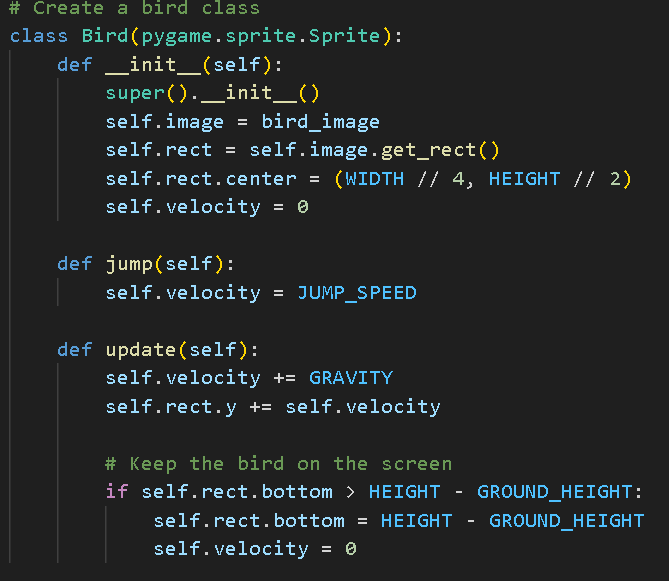 # Create a bird class
class Bird(pygame.sprite.Sprite):
    def __init__(self):
        super().__init__()
        self.image = bird_image
        self.rect = self.image.get_rect()
        self.rect.center = (WIDTH // 4, HEIGHT // 2)
        self.velocity = 0

    def jump(self):
        self.velocity = JUMP_SPEED

    def update(self):
        self.velocity += GRAVITY
        self.rect.y += self.velocity

        # Keep the bird on the screen
        if self.rect.bottom > HEIGHT - GROUND_HEIGHT:
            self.rect.bottom = HEIGHT - GROUND_HEIGHT
            self.velocity = 0